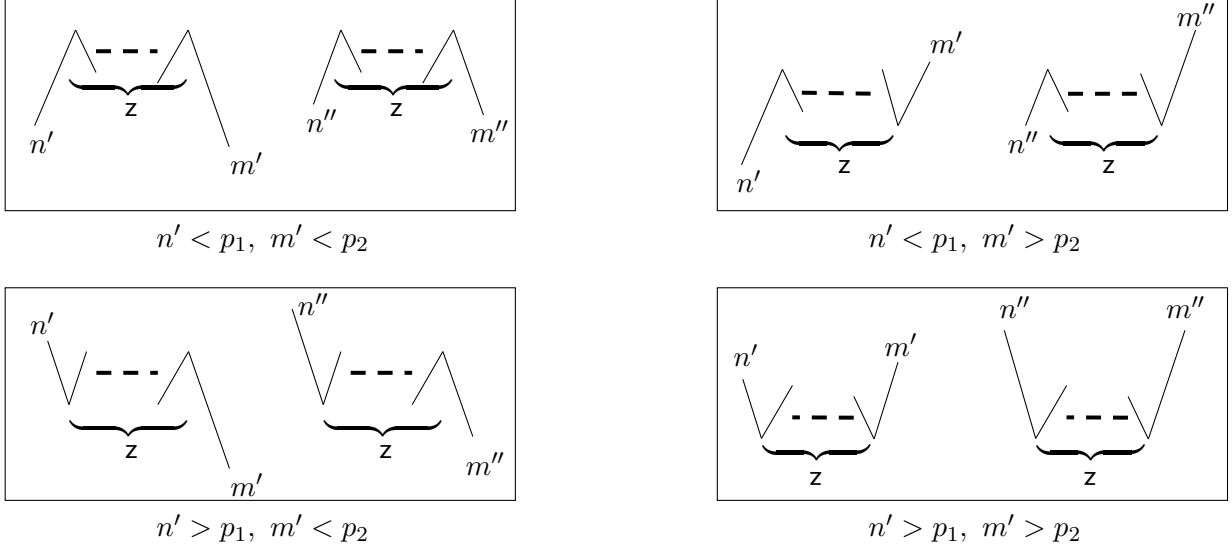 n′ z m′ n″ z m″
n′ < p₁, m′ < p₂
n′ z m′ n″ z m″
n′ < p₁, m′ > p₂
n′ z m′ n″ z m″
n′ > p₁, m′ < p₂
n′ z m′ n″ z m″
n′ > p₁, m′ > p₂